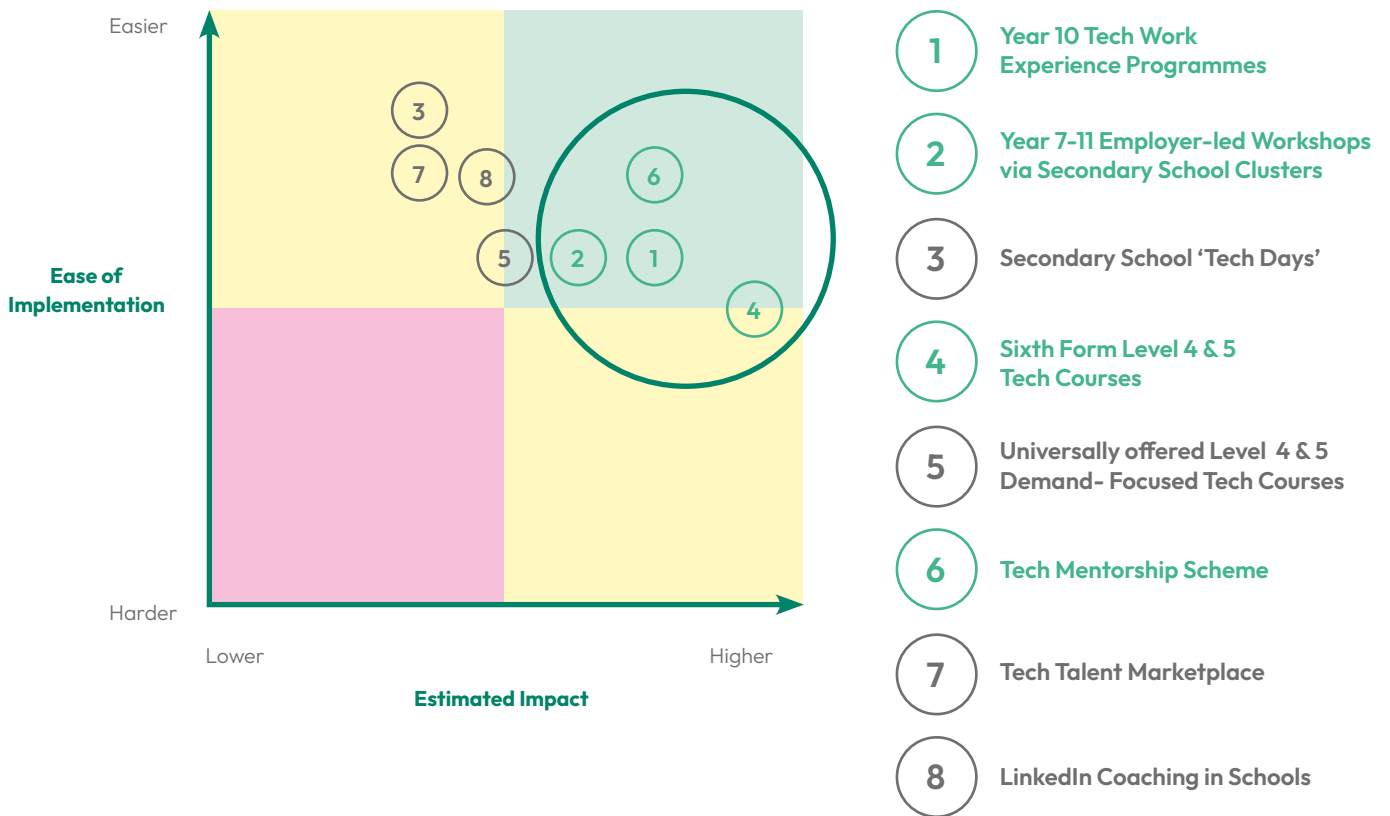 Easier
3
7
8
6
5
2
1
4
Ease of
Implementation
Harder
Lower
Higher
Estimated Impact
1
Year 10 Tech Work
Experience Programmes
2
Year 7-11 Employer-led Workshops
via Secondary School Clusters
3
Secondary School ‘Tech Days’
4
Sixth Form Level 4 & 5
Tech Courses
5
Universally offered Level  4 & 5
Demand- Focused Tech Courses
6
Tech Mentorship Scheme
7
Tech Talent Marketplace
8
LinkedIn Coaching in Schools